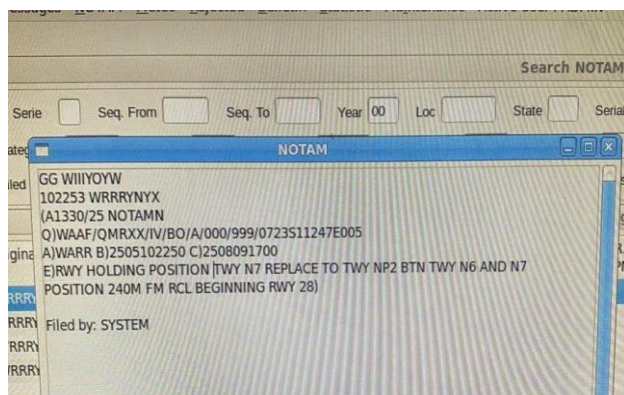 Search NOTAM
Serie Seq. From Seq. To Year 00 Loc State Serial
NOTAM
GG WIIIYOYW
102253 WRRRYNYX
(A1330/25 NOTAMN
Q)WAAF/QMRXX/IV/BO/A/000/999/0723S11247E005
A)WARR B)2505102250 C)2508091700
E)RWY HOLDING POSITION TWY N7 REPLACE TO TWY NP2 BTN TWY N6 AND N7
POSITION 240M FM RCL BEGINNING RWY 28)
Filed by: SYSTEM